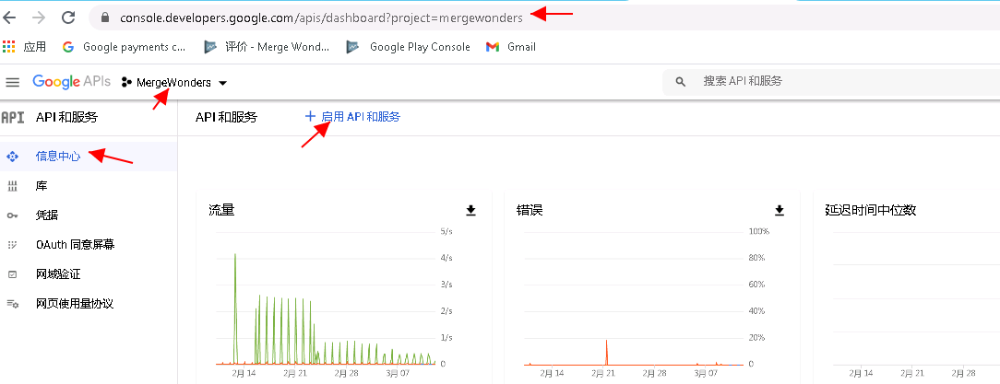 console.developers.google.com/apis/dashboard?project=mergewonders
应用 Google payments c... 评价 - Merge Wond... Google Play Console Gmail
Google APIs MergeWonders 搜索 API 和服务
API API 和服务 API 和服务 + 启用 API 和服务
信息中心
库
凭据
OAuth 同意屏幕
网域验证
网页使用量协议
流量
5/s
4/s
3/s
2/s
1/s
0
2月 14 2月 21 2月 28 3月 07
错误
100%
80%
60%
40%
20%
0
2月 14 2月 21 2月 28 3月 07
延迟时间中位数
2月 14 2月 21 2月 28